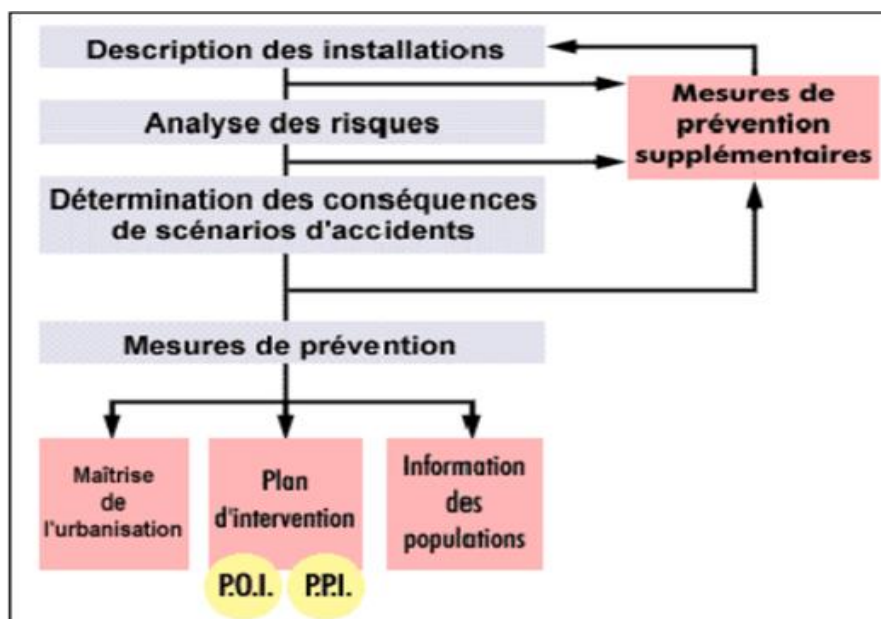 Description des installations
Mesures de
prévention
supplémentaires
Analyse des risques
Détermination des conséquences
de scénarios d'accidents
Mesures de prévention
Maîtrise
de
l'urbanisation
Plan
d'intervention
P.O.I.
P.P.I.
Information
des
populations